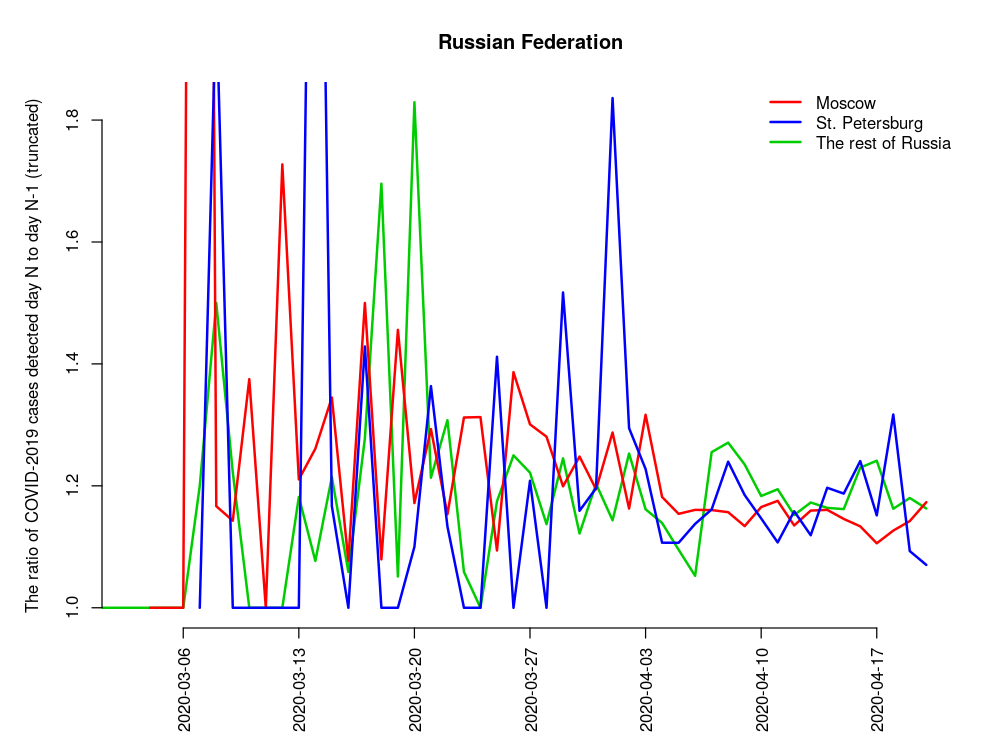 Russian Federation
The ratio of COVID-2019 cases detected day N to day N-1 (truncated)
1.8
1.6
1.4
1.2
1.0
Moscow
St. Petersburg
The rest of Russia
2020-03-06
2020-03-13
2020-03-20
2020-03-27
2020-04-03
2020-04-10
2020-04-17